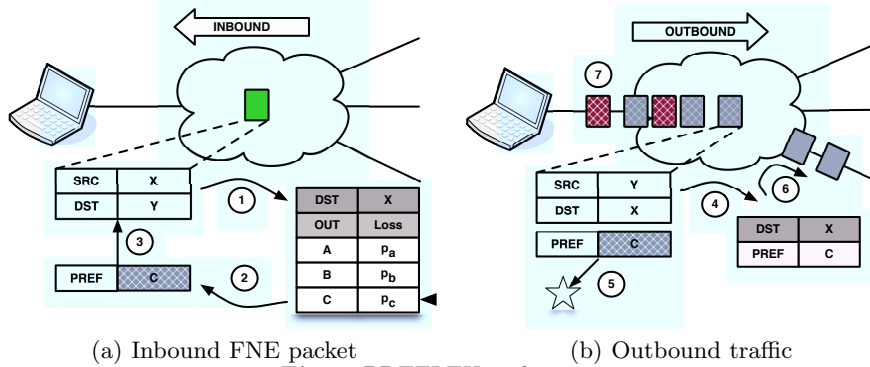 INBOUND
SRC X
DST Y
1
3
PREF C
2
DST X
OUT Loss
A pa
B pb
C pc
(a) Inbound FNE packet
OUTBOUND
7
SRC Y
DST X
PREF C
4
6
5
DST X
PREF C
(b) Outbound traffic